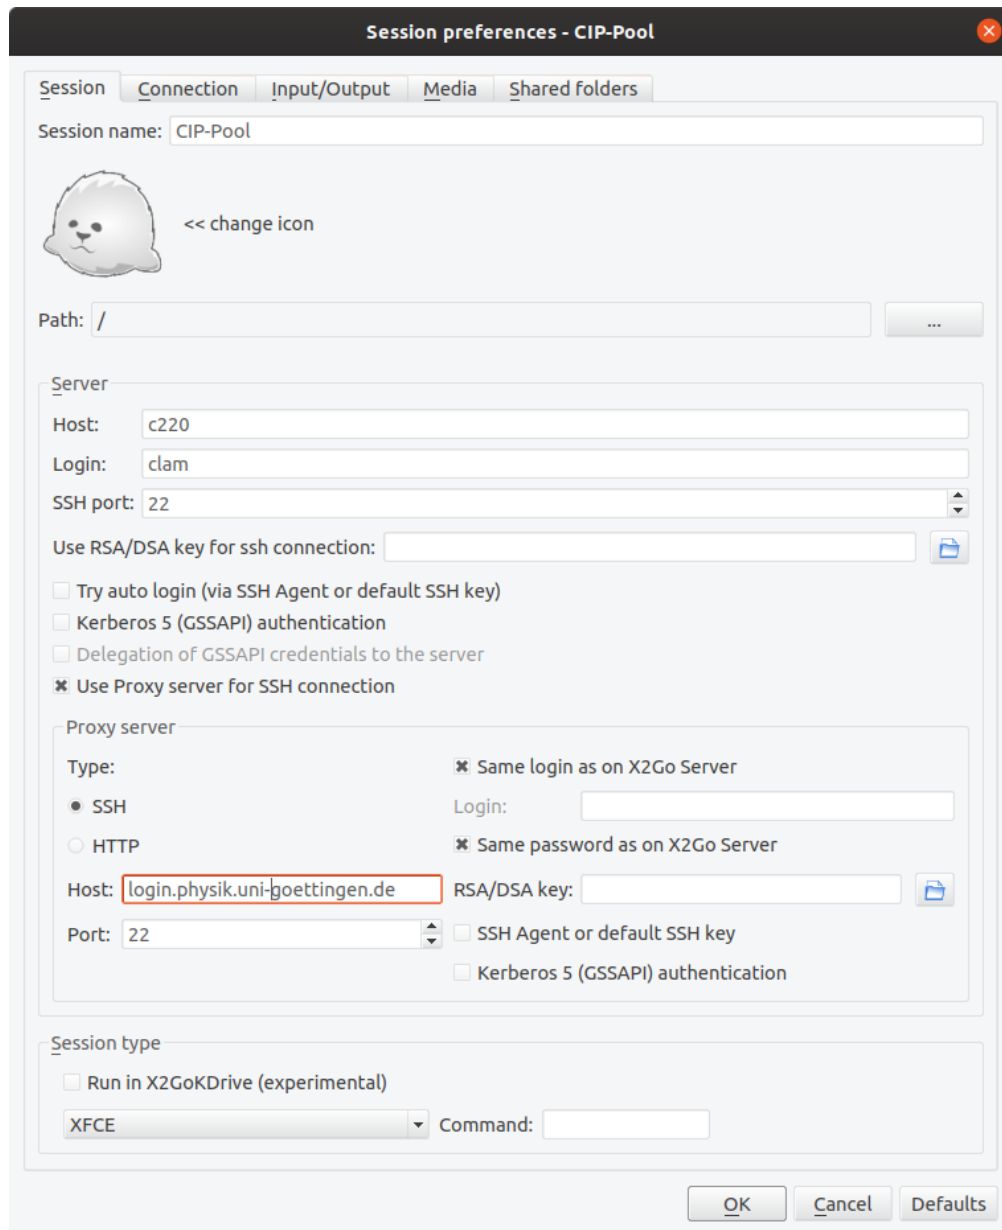 Session preferences - CIP-Pool
Session Connection Input/Output Media Shared folders
Session name: CIP-Pool
<< change icon
Path: / ...
Server
Host: c220
Login: clam
SSH port: 22
Use RSA/DSA key for ssh connection:
Try auto login (via SSH Agent or default SSH key)
Kerberos 5 (GSSAPI) authentication
Delegation of GSSAPI credentials to the server
Use Proxy server for SSH connection
Proxy server
Type: Same login as on X2Go Server
SSH Login:
HTTP Same password as on X2Go Server
Host: login.physik.uni-goettingen.de RSA/DSA key:
Port: 22 SSH Agent or default SSH key
Kerberos 5 (GSSAPI) authentication
Session type
Run in X2GoKDrive (experimental)
XFCE Command:
OK Cancel Defaults